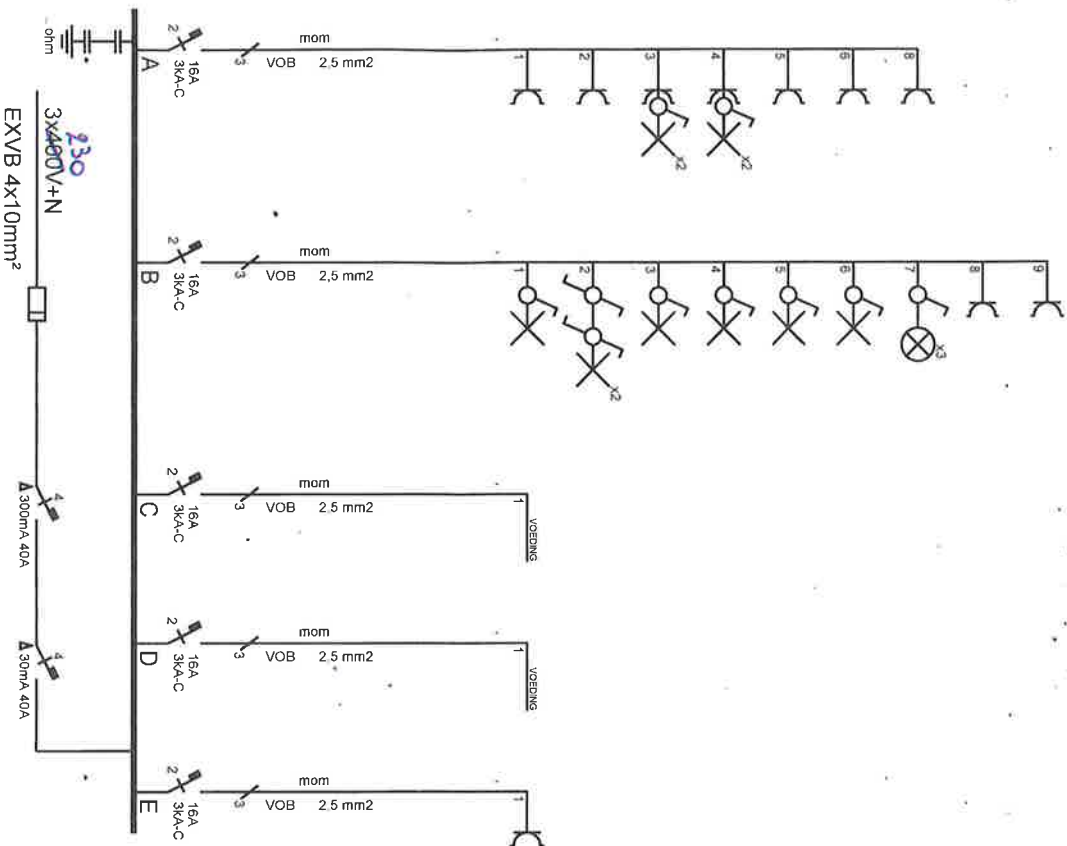 mom
VOB 2,5 mm2
2
16A
3kA-C
3
A
1
2
3
4
5
6
8
x2
x2
ohm
230
3x400V+N
EXVB 4x10mm²
mom
VOB 2,5 mm2
2
16A
3kA-C
3
B
1
2
3
4
5
6
7
8
9
x2
x3
mom
VOB 2,5 mm2
2
16A
3kA-C
3
C
1
VOEDING
4
Δ 300mA 40A
mom
VOB 2,5 mm2
2
16A
3kA-C
3
D
1
VOEDING
4
Δ 30mA 40A
mom
VOB 2,5 mm2
2
16A
3kA-C
3
E
1